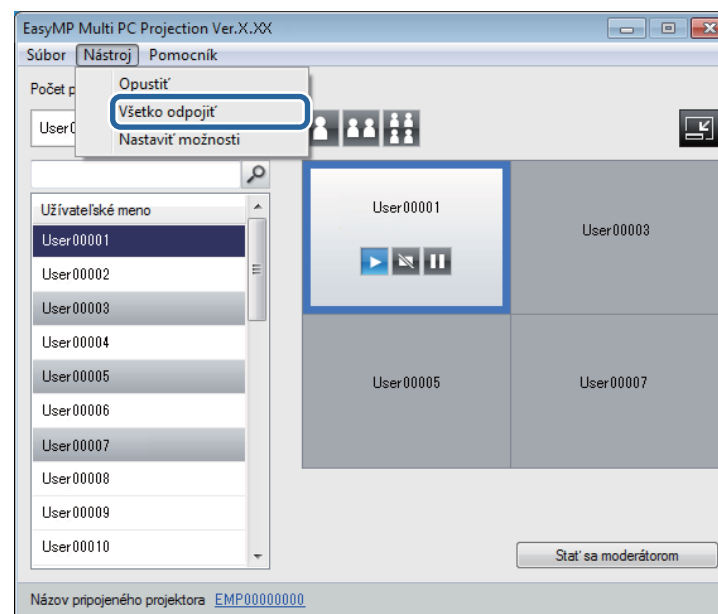 EasyMP Multi PC Projection Ver.X.XX
Súbor Nástroj Pomocník
Počet p
Opustiť
Všetko odpojiť
Nastaviť možnosti
Užívateľské meno
User00001
User00002
User00003
User00004
User00005
User00006
User00007
User00008
User00009
User00010
User00001
User00003
User00005
User00007
Stať sa moderátorom
Názov pripojeného projektora EMP00000000